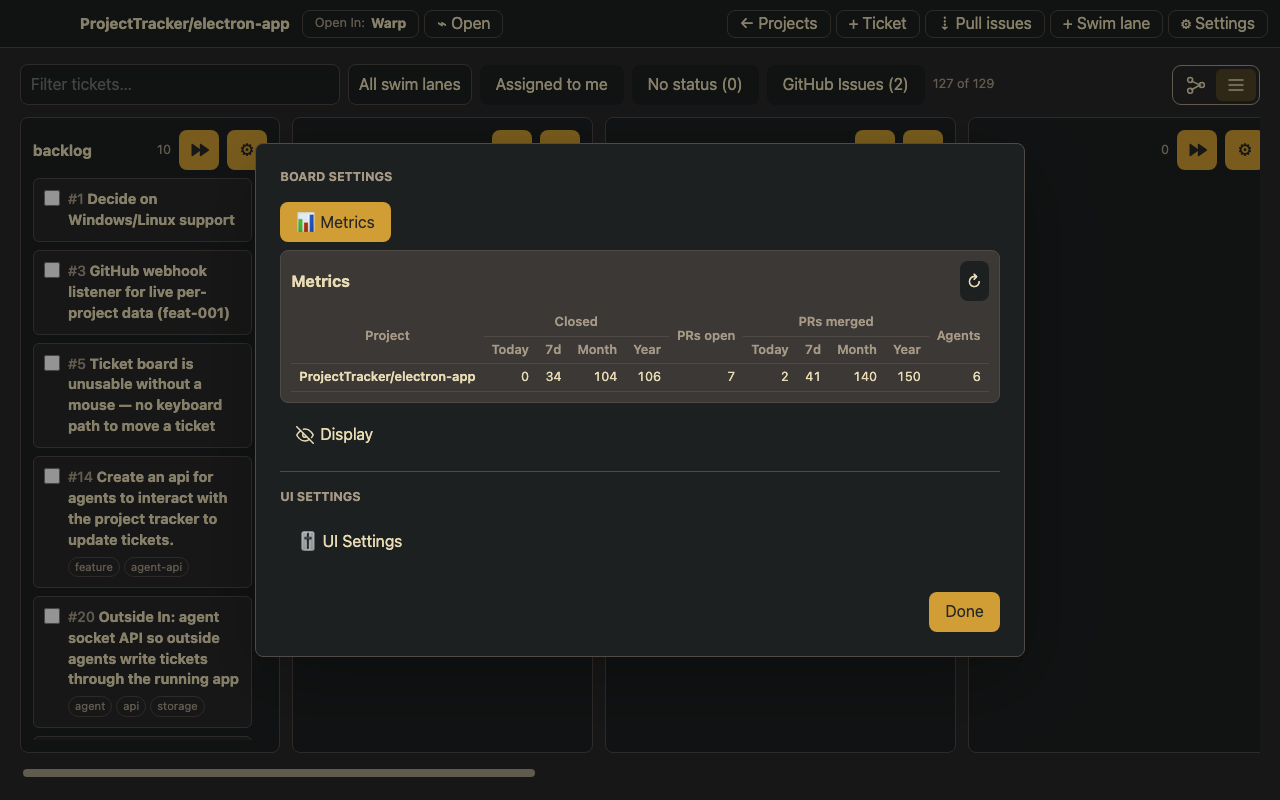 ProjectTracker/electron-app
Open In: Warp
⌁ Open
← Projects
+ Ticket
⇣ Pull issues
+ Swim lane
⚙ Settings
Filter tickets...
All swim lanes
Assigned to me
No status (0)
GitHub Issues (2)
127 of 129
backlog
10
0
#1 Decide on
Windows/Linux support
#3 GitHub webhook
listener for live per-
project data (feat-001)
#5 Ticket board is
unusable without a
mouse — no keyboard
path to move a ticket
#14 Create an api for
agents to interact with
the project tracker to
update tickets.
feature
agent-api
#20 Outside In: agent
socket API so outside
agents write tickets
through the running app
agent
api
storage
BOARD SETTINGS
📊 Metrics
Metrics
Project
Closed
PRs open
PRs merged
Agents
Today 7d Month Year
Today 7d Month Year
ProjectTracker/electron-app 0 34 104 106 7 2 41 140 150 6
Display
UI SETTINGS
UI Settings
Done